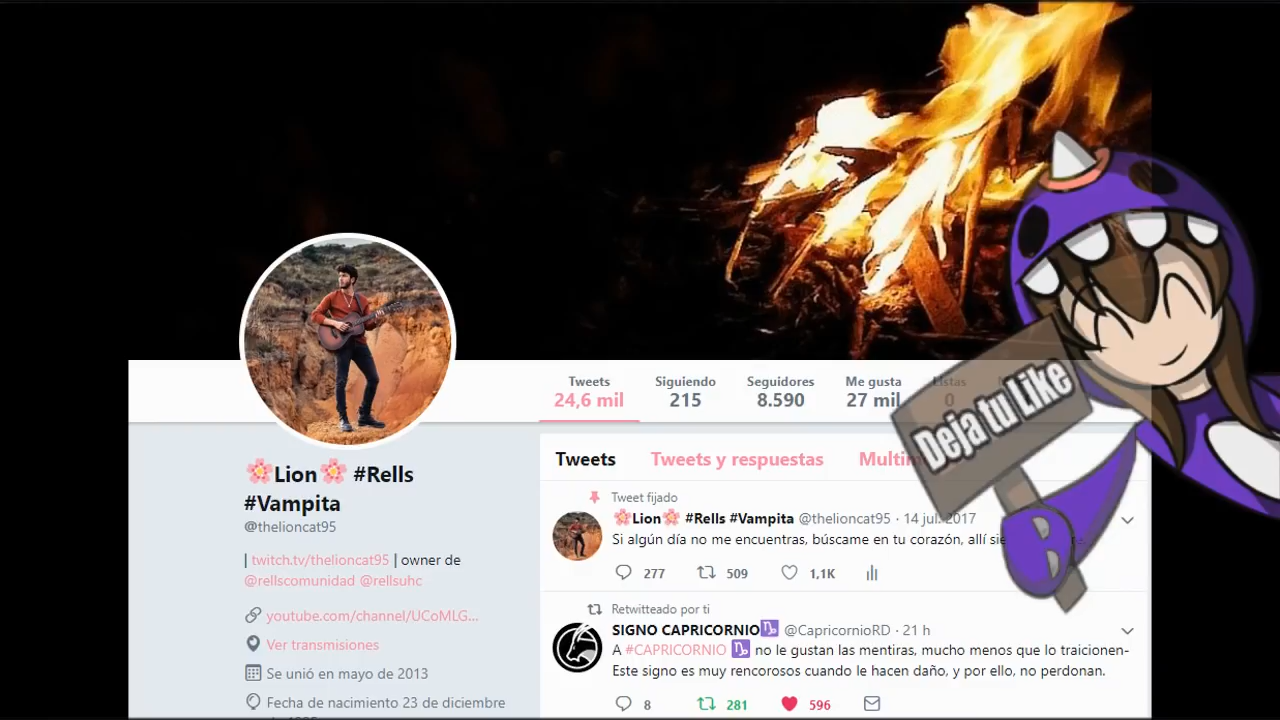 Tweets
24,6 mil
Siguiendo
215
Seguidores
8.590
Me gusta
27 mil
Listas
0
Deja tu Like
🌸Lion🌸 #Rells
#Vampita
@thelioncat95
| twitch.tv/thelioncat95 | owner de
@rellscomunidad @rellsuhc
youtube.com/channel/UCoMLG...
Ver transmisiones
Se unió en mayo de 2013
Fecha de nacimiento 23 de diciembre
Tweets Tweets y respuestas
Tweet fijado
🌸Lion🌸 #Rells #Vampita @thelioncat95 · 14 jul. 2017
Si algún día no me encuentras, búscame en tu corazón, allí
277 509 1,1K
Retwitteado por ti
SIGNO CAPRICORNIO♑ @CapricornioRD · 21 h
A #CAPRICORNIO ♑ no le gustan las mentiras, mucho menos que lo traicionen-
Este signo es muy rencorosos cuando le hacen daño, y por ello, no perdonan.
8 281 596